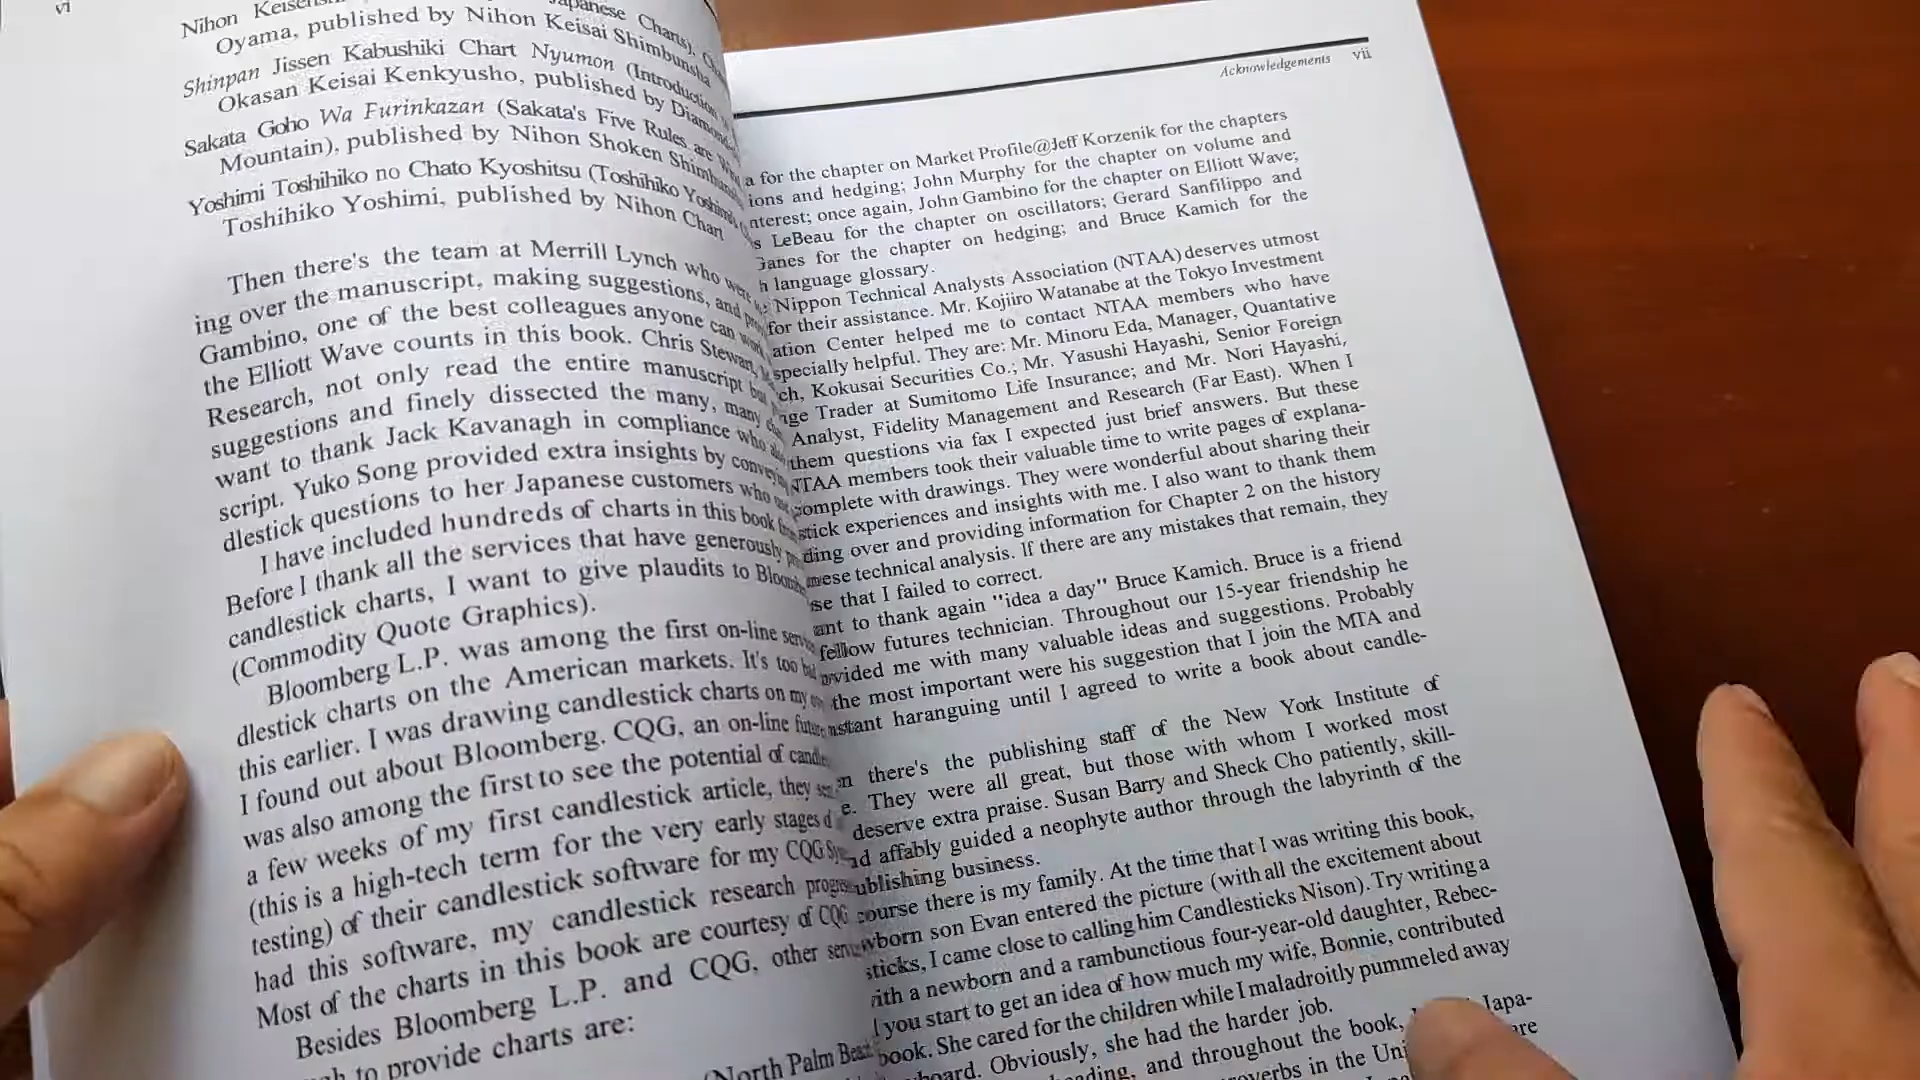 vi
Nihon
Oyama, published by Nihon Keisai Shimbunsha
Shinpan Jissen Kabushiki Chart Nyumon (Introduction
Okasan Keisai Kenkyusho, published by
Sakata Goho Wa Furinkazan (Sakata's Five Rules are
Mountain), published by Nihon Shoken
Yoshimi Toshihiko no Chato Kyoshitsu (Toshihiko
Toshihiko Yoshimi, published by Nihon Chart
Then there's the team at Merrill Lynch who were
ing over the manuscript, making suggestions, and
Gambino, one of the best colleagues anyone can
the Elliott Wave counts in this book. Chris
Research, not only read the entire manuscript
suggestions and finely dissected the many, many
want to thank Jack Kavanagh in compliance who
script. Yuko Song provided extra insights by
dlestick questions to her Japanese customers who
I have included hundreds of charts in this book
Before I thank all the services that have generously
candlestick charts, I want to give plaudits to
(Commodity Quote Graphics).
Bloomberg L.P. was among the first on-line
dlestick charts on the American markets. It's too
this earlier. I was drawing candlestick charts on my
I found out about Bloomberg. CQG, an on-line
was also among the first to see the potential of
a few weeks of my first candlestick article, they
(this is a high-tech term for the very early stages
testing) of their candlestick software for my CQG
had this software, my candlestick research
Most of the charts in this book are courtesy of CQG
Besides Bloomberg L.P. and CQG, other
to provide charts are:
(North Palm
Acknowledgements vii
a for the chapter on Market Profile@Jeff Korzenik for the chapters
ions and hedging; John Murphy for the chapter on volume and
nterest; once again, John Gambino for the chapter on Elliott Wave;
s LeBeau for the chapter on oscillators; Gerard Sanfilippo and
Ganes for the chapter on hedging; and Bruce Kamich for the
h language glossary.
Nippon Technical Analysts Association (NTAA) deserves utmost
for their assistance. Mr. Kojiiro Watanabe at the Tokyo Investment
ation Center helped me to contact NTAA members who have
specially helpful. They are: Mr. Minoru Eda, Manager, Quantative
ch, Kokusai Securities Co.; Mr. Yasushi Hayashi, Senior Foreign
nge Trader at Sumitomo Life Insurance; and Mr. Nori Hayashi,
Analyst, Fidelity Management and Research (Far East). When I
them questions via fax I expected just brief answers. But these
NTAA members took their valuable time to write pages of explana-
complete with drawings. They were wonderful about sharing their
stick experiences and insights with me. I also want to thank them
ding over and providing information for Chapter 2 on the history
nese technical analysis. If there are any mistakes that remain, they
se that I failed to correct.
ant to thank again "idea a day" Bruce Kamich. Bruce is a friend
fellow futures technician. Throughout our 15-year friendship he
ovided me with many valuable ideas and suggestions. Probably
the most important were his suggestion that I join the MTA and
nstant haranguing until I agreed to write a book about candle-
en there's the publishing staff of the New York Institute of
e. They were all great, but those with whom I worked most
deserve extra praise. Susan Barry and Sheck Cho patiently, skill-
nd affably guided a neophyte author through the labyrinth of the
ublishing business.
course there is my family. At the time that I was writing this book,
wborn son Evan entered the picture (with all the excitement about
sticks, I came close to calling him Candlesticks Nison). Try writing a
ith a newborn and a rambunctious four-year-old daughter, Rebec-
l you start to get an idea of how much my wife, Bonnie, contributed
book. She cared for the children while I maladroitly pummeled away
board. Obviously, she had the harder job.
ading, and throughout the book, Japa-
overbs in the